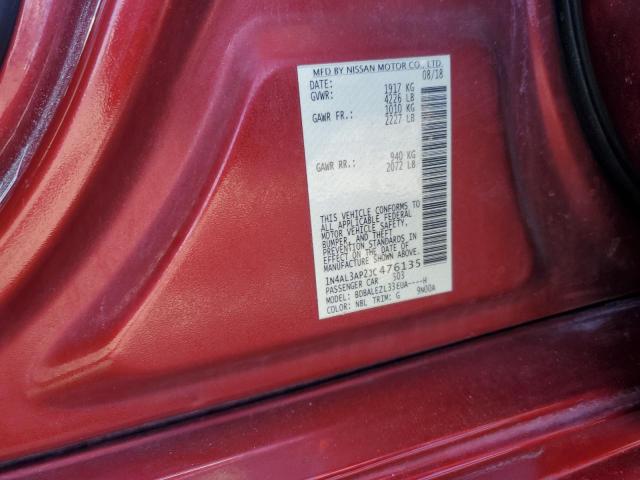 MFD BY NISSAN MOTOR CO., LTD
DATE: 08/18
GVWR: 1917 KG
4226 LB
GAWR FR.: 1010 KG
2227 LB
GAWR RR.: 940 KG
2072 LB
THIS VEHICLE CONFORMS TO
ALL APPLICABLE FEDERAL
MOTOR VEHICLE SAFETY,
BUMPER, AND THEFT
PREVENTION STANDARDS IN
EFFECT ON THE DATE OF
MANUFACTURE SHOWN ABOVE.
1N4AL3AP2JC476135
PASSENGER CAR 503
MODEL: BDBALEZL33EUA----H
COLOR: NBL TRIM: G 9N00A